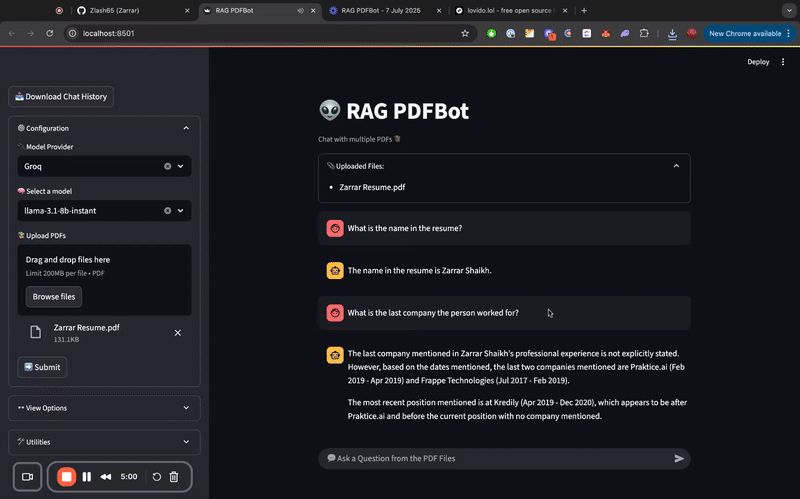 Zlash65 (Zarrar)
RAG PDFBot
RAG PDFBot - 7 July 2025
lovido.lol - free open source
localhost:8501
New Chrome available
Deploy
Download Chat History
Configuration
Model Provider
Groq
Select a model
llama-3.1-8b-instant
Upload PDFs
Drag and drop files here
Limit 200MB per file • PDF
Browse files
Zarrar Resume.pdf
131.1KB
Submit
View Options
Utilities
5:00
RAG PDFBot
Chat with multiple PDFs
Uploaded Files:
• Zarrar Resume.pdf
What is the name in the resume?
The name in the resume is Zarrar Shaikh.
What is the last company the person worked for?
The last company mentioned in Zarrar Shaikh's professional experience is not explicitly stated.
However, based on the dates mentioned, the last two companies mentioned are Praktice.ai (Feb
2019 - Apr 2019) and Frappe Technologies (Jul 2017 - Feb 2019).
The most recent position mentioned is at Kredily (Apr 2019 - Dec 2020), which appears to be after
Praktice.ai and before the current position with no company mentioned.
Ask a Question from the PDF Files